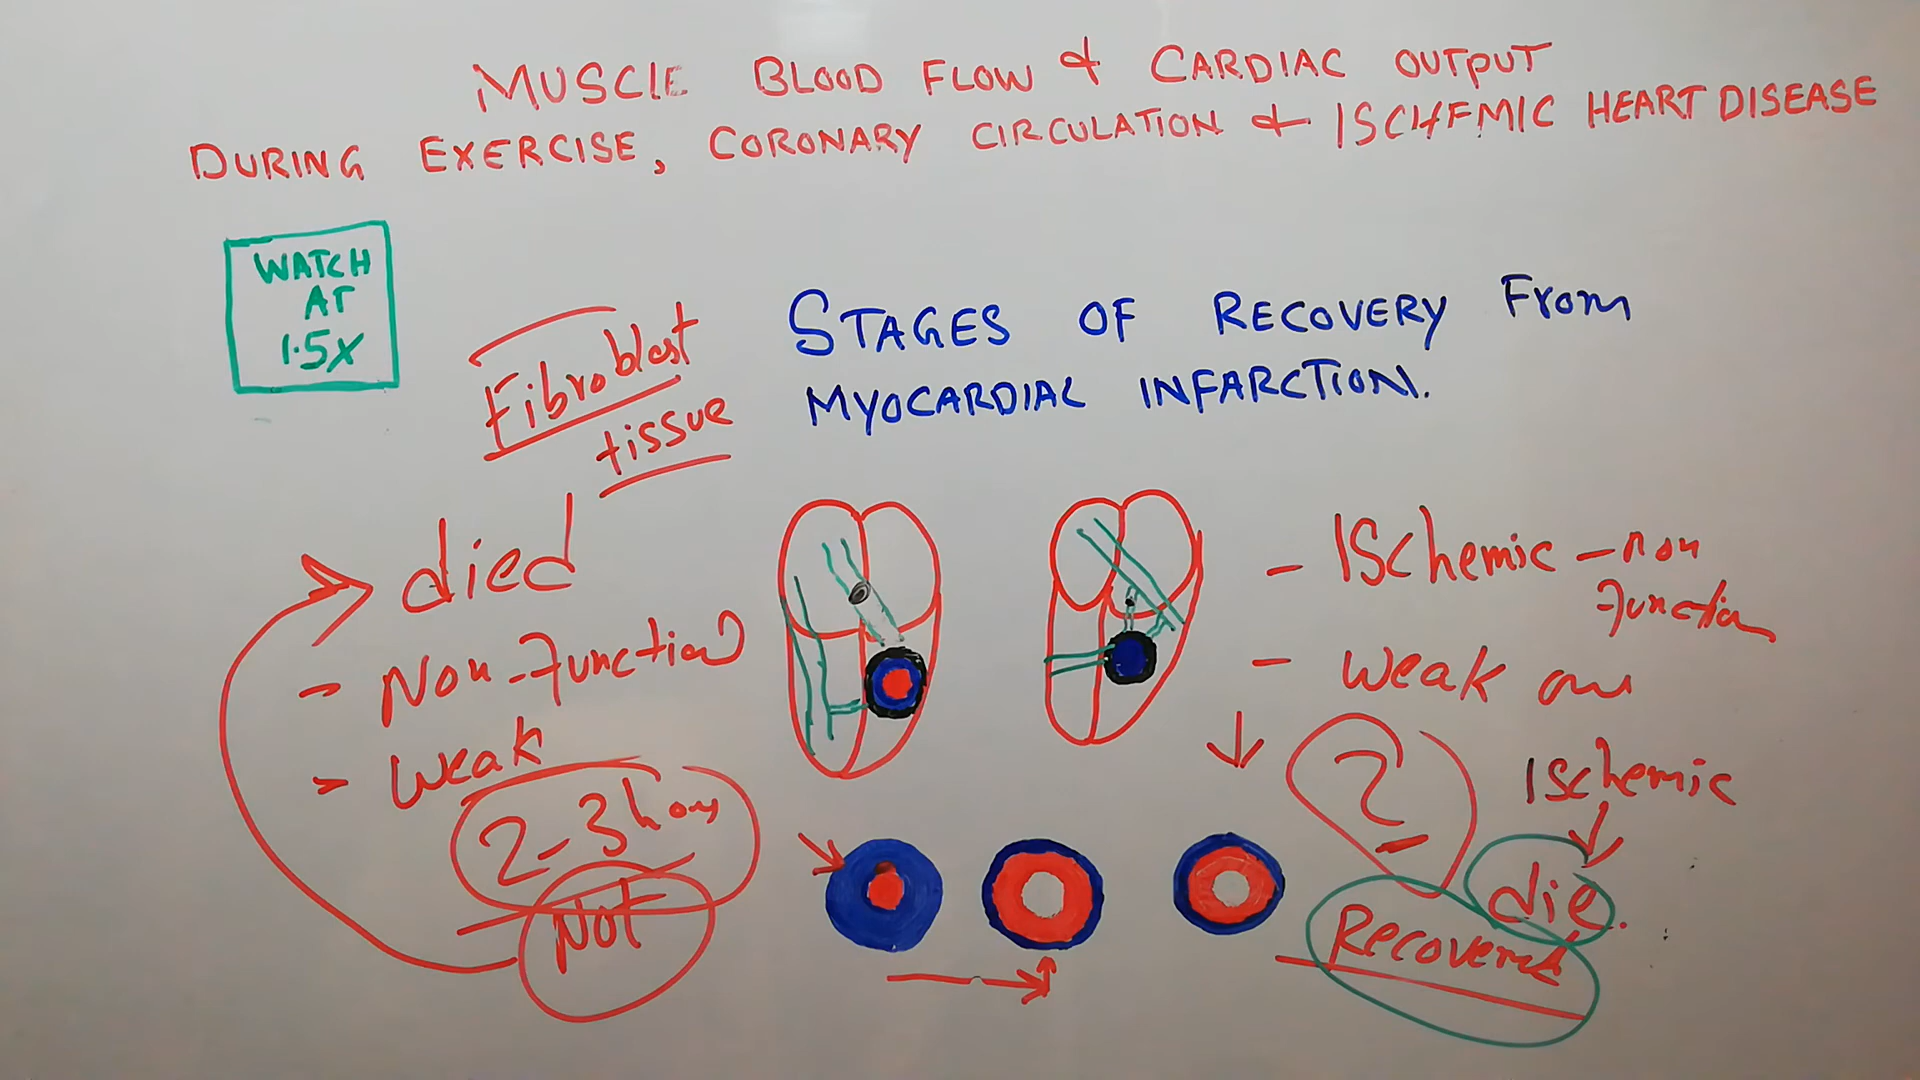 MUSCLE BLOOD FLOW & CARDIAC OUTPUT
DURING EXERCISE, CORONARY CIRCULATION & ISCHEMIC HEART DISEASE
WATCH
AT
1.5X
Fibroblast
tissue
STAGES OF RECOVERY FROM
MYOCARDIAL INFARCTION.
died
- Non-Function
- Weak
2-3 hours
Not
- ISchemic - non
Function
- Weak
ISchemic
die.
Recovered